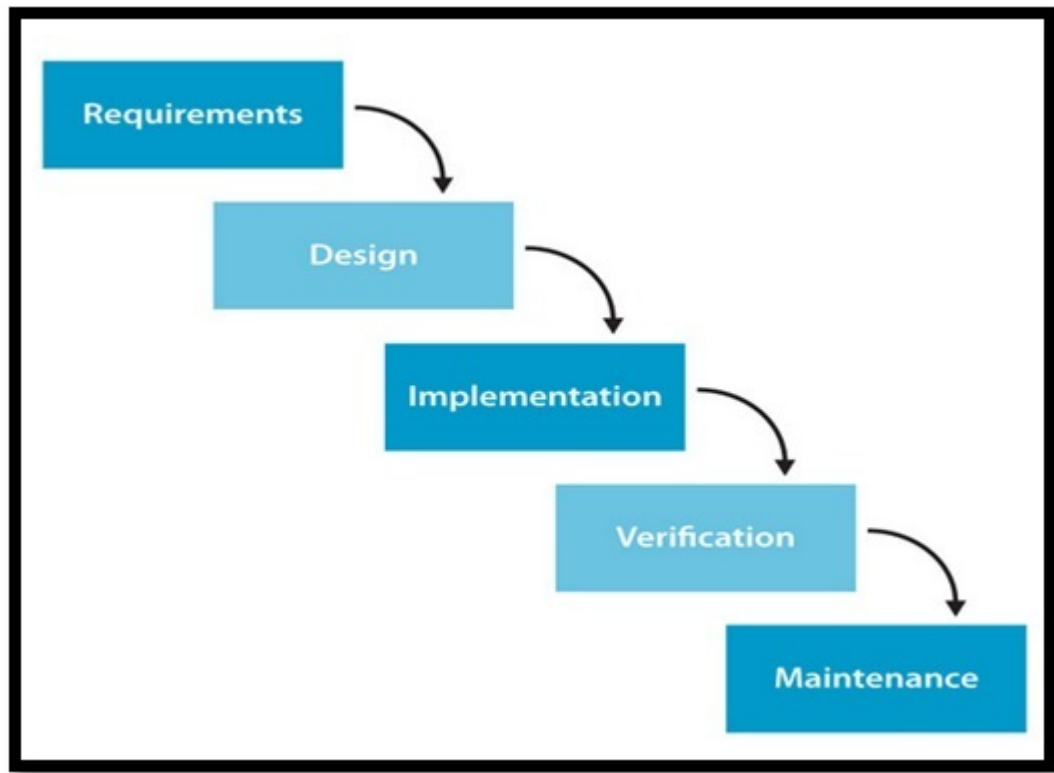 Requirements
Design
Implementation
Verification
Maintenance